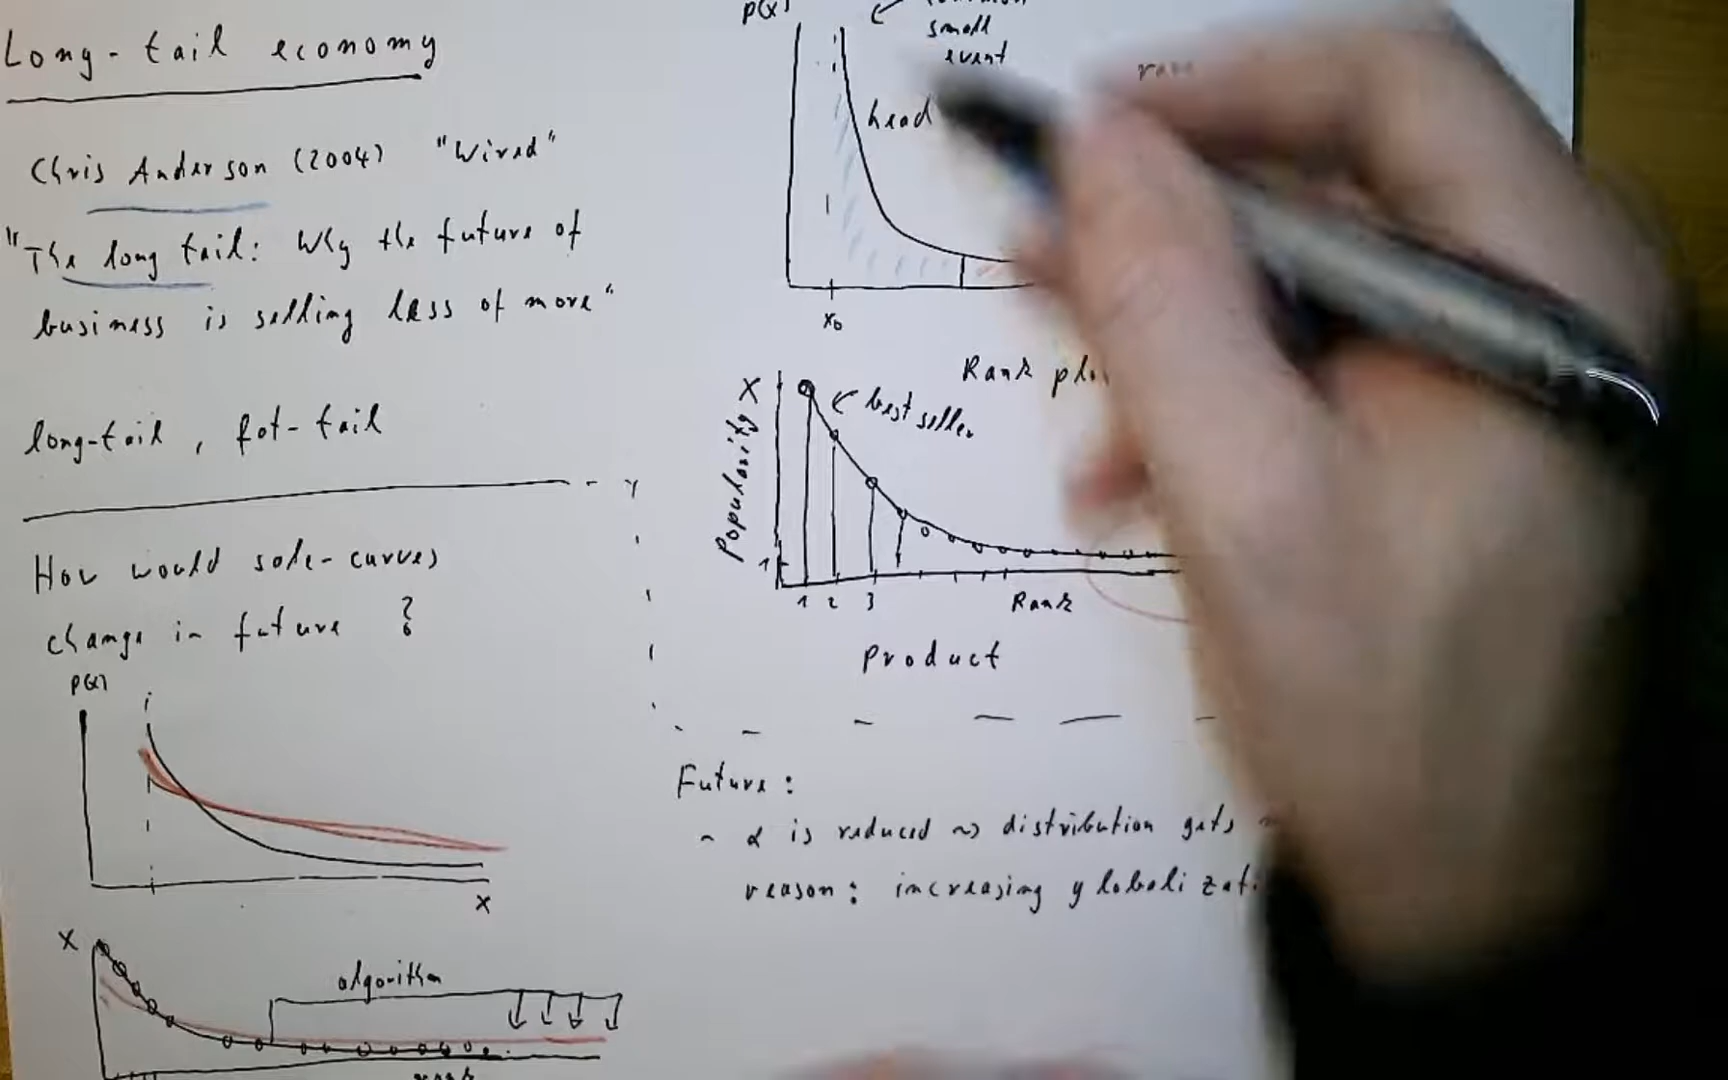 Long-tail economy
Chris Anderson (2004) "Wired"
"The long tail: Why the future of
business is selling less of more"
long-tail, fat-tail
How would sale-curves
change in future ?
p(x)
x
x
algorithm
rank
p(x)
small
event
head
rare
x0
Rank
x
best seller
Popularity
1
1 2 3 Rank
Product
Future:
- α is reduced ~> distribution gets
reason: increasing